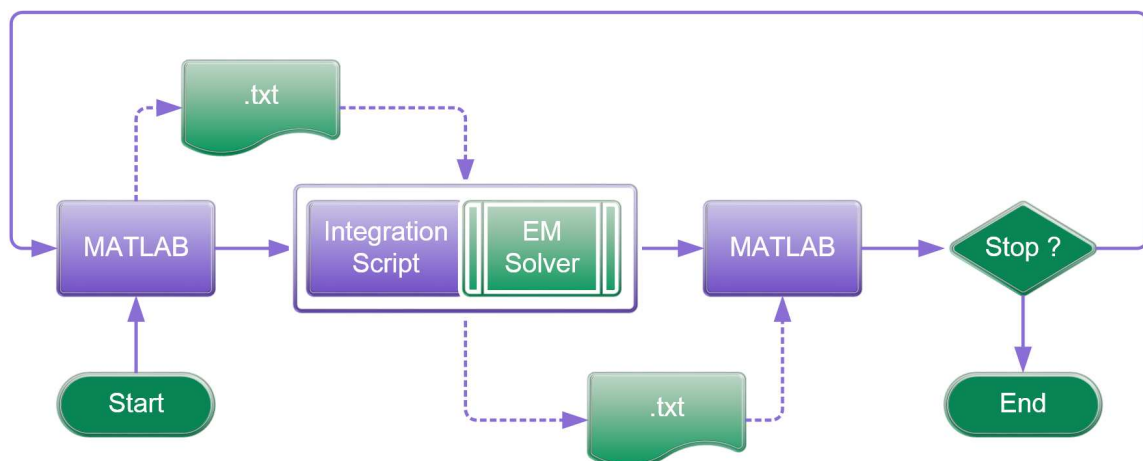 .txt
MATLAB
Integration
Script
EM
Solver
MATLAB
Stop ?
Start
.txt
End